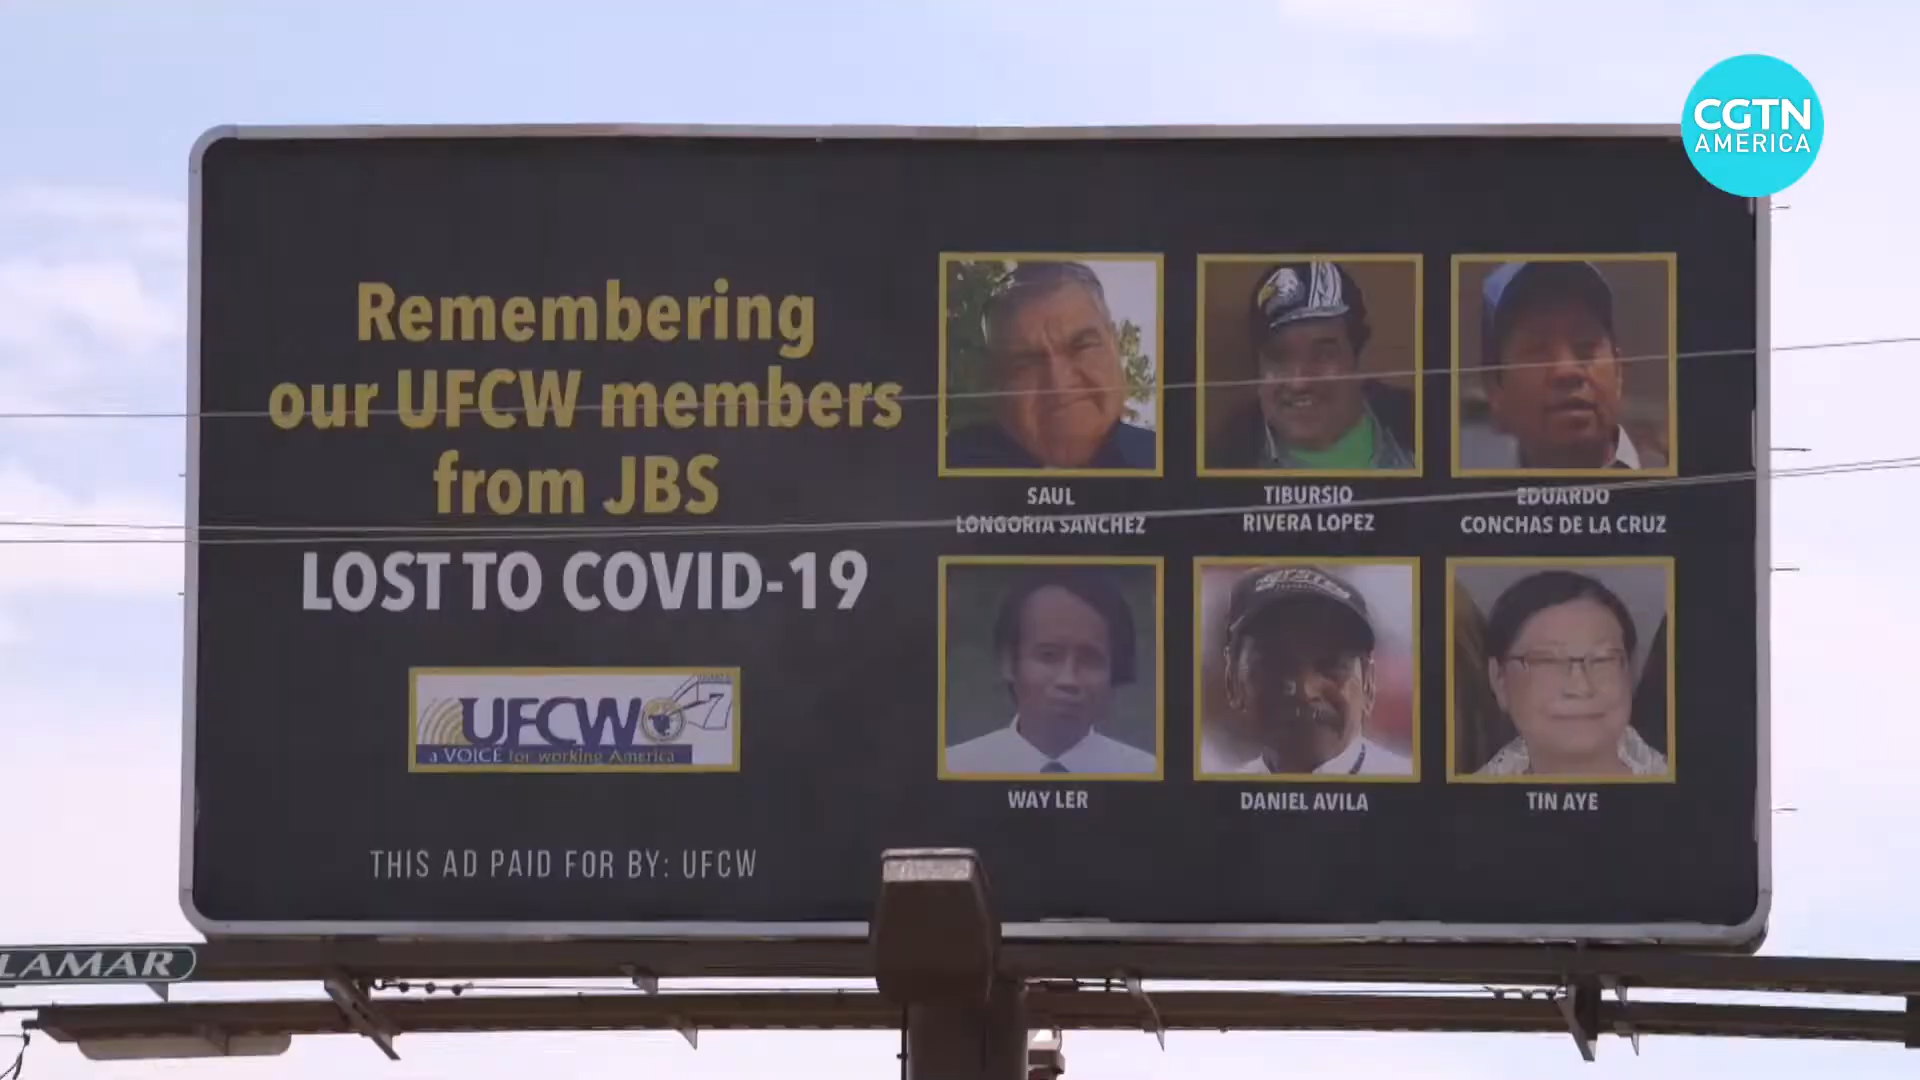 CGTN
AMERICA
Remembering
our UFCW members
from JBS
LOST TO COVID-19
UFCW
7
a VOICE for working America
THIS AD PAID FOR BY: UFCW
SAUL
LONGORIA SANCHEZ
TIBURSIO
RIVERA LOPEZ
EDUARDO
CONCHAS DE LA CRUZ
WAY LER
DANIEL AVILA
TIN AYE
LAMAR